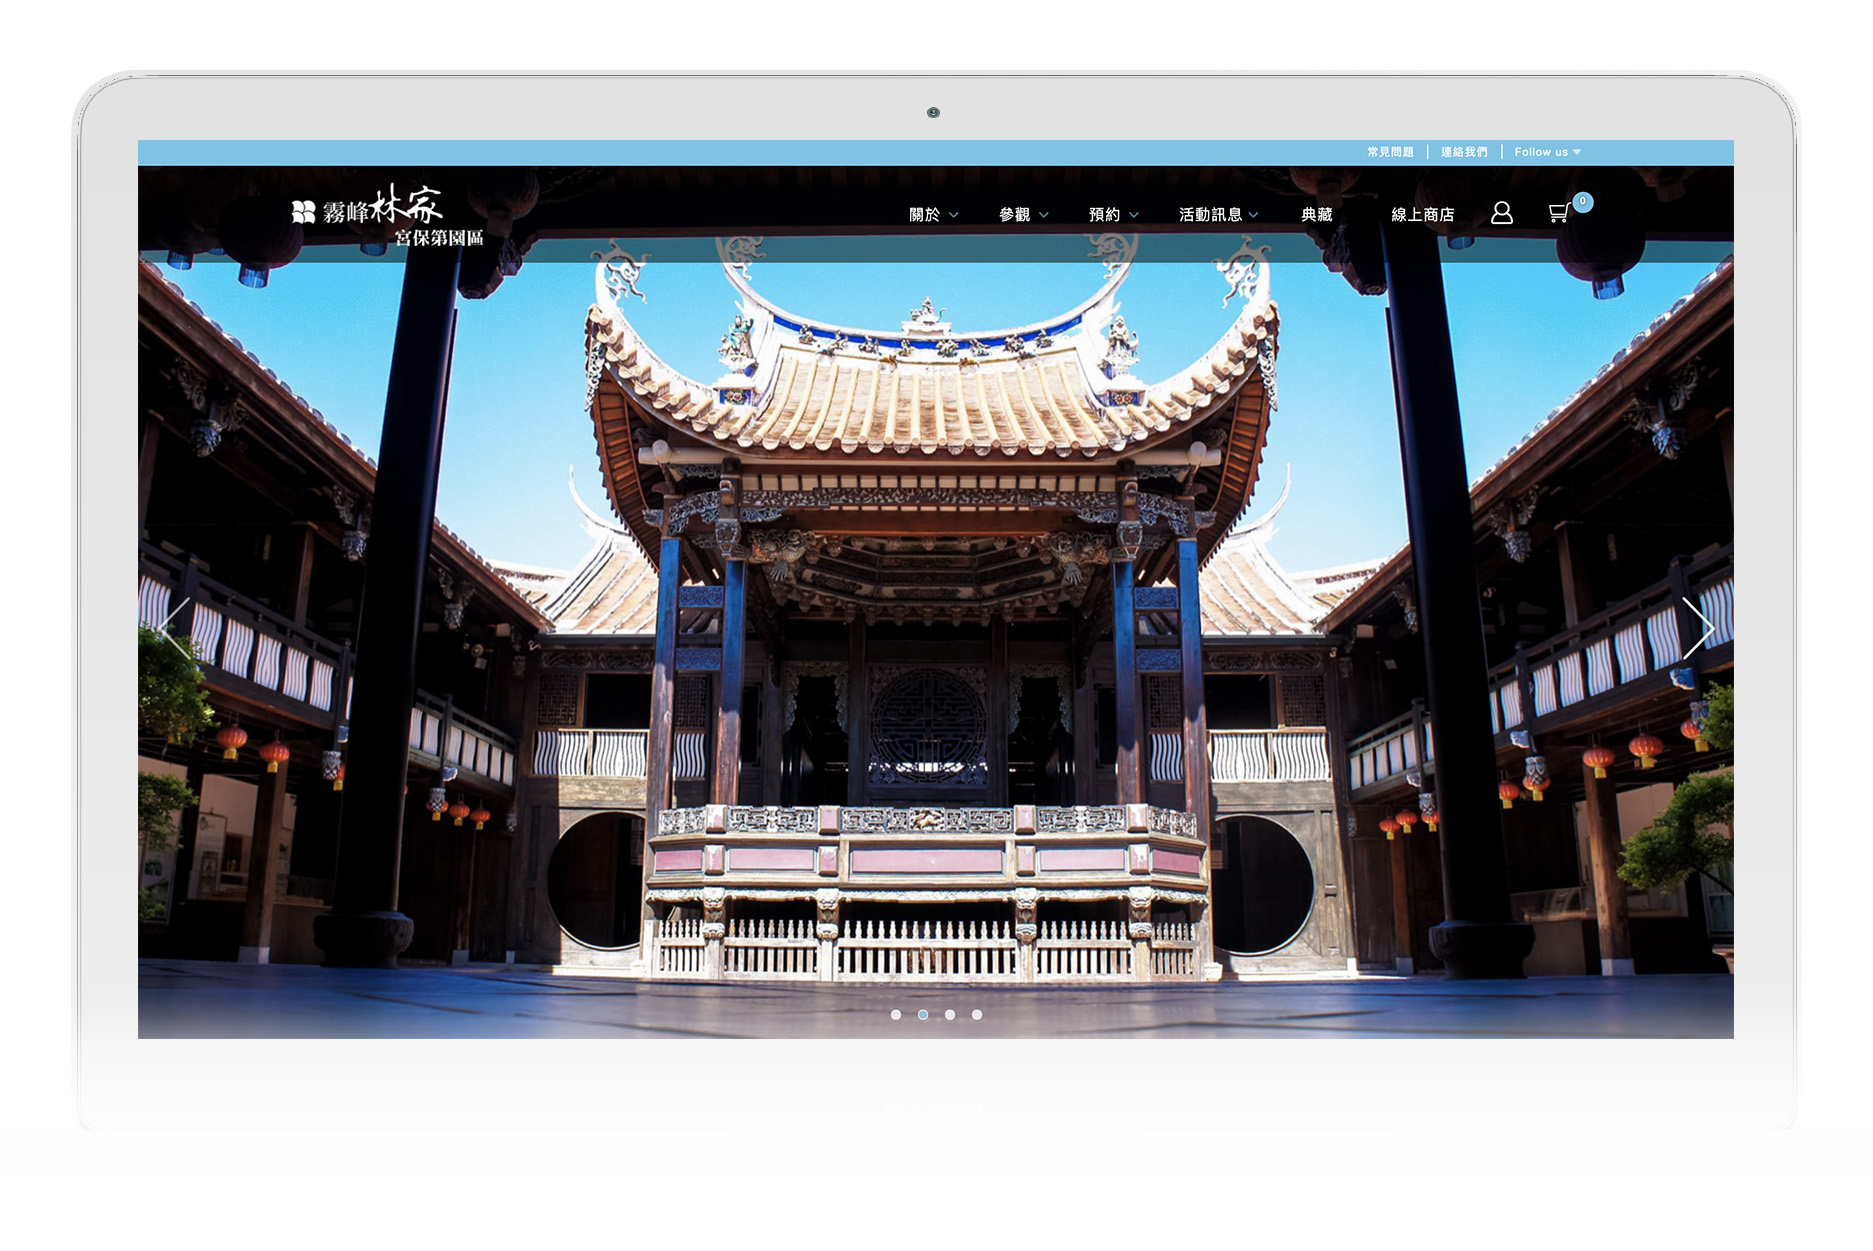 常見問題
連絡我們
Follow us
霧峰林家
宮保第園區
關於
參觀
預約
活動訊息
典藏
線上商店
0